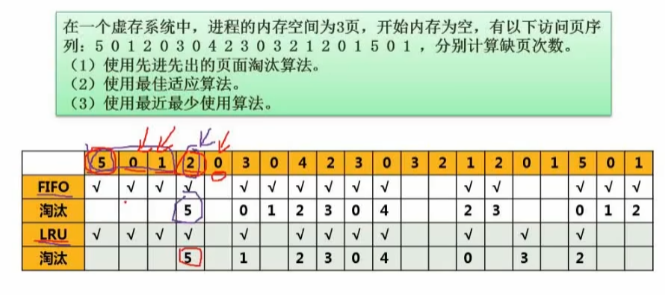 在一个虚存系统中，进程的内存空间为3页，开始内存为空，有以下访问页序
列：5 0 1 2 0 3 0 4 2 3 0 3 2 1 2 0 1 5 0 1，分别计算缺页次数。
（1）使用先进先出的页面淘汰算法。
（2）使用最佳适应算法。
（3）使用最近最少使用算法。
5 0 1 2 0 3 0 4 2 3 0 3 2 1 2 0 1 5 0 1
FIFO √ √ √ √ √ √ √ √ √ √ √ √ √ √ √
淘汰 5 0 1 2 3 0 4 2 3 0 1 2
LRU √ √ √ √ √ √ √ √ √ √ √ √
淘汰 5 1 2 3 0 4 0 3 2